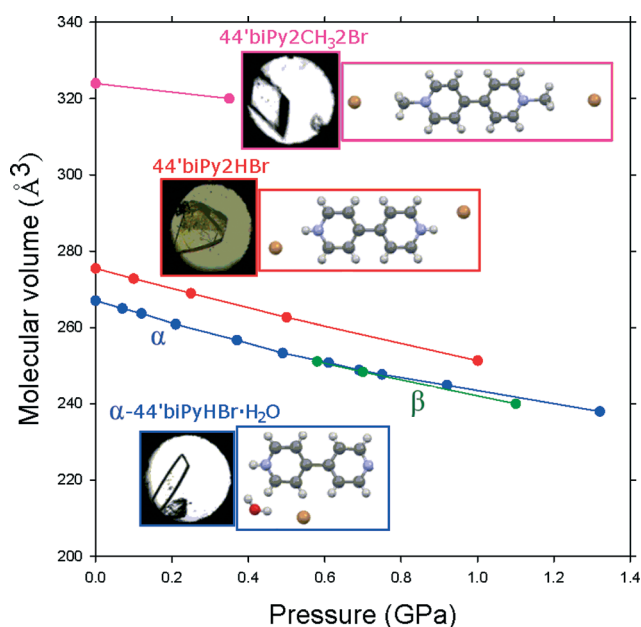 340
320
300
280
260
240
220
200
Molecular volume (Å3)
44'biPy2CH32Br
44'biPy2HBr
α
β
α-44'biPyHBr·H2O
0.0 0.2 0.4 0.6 0.8 1.0 1.2 1.4
Pressure (GPa)